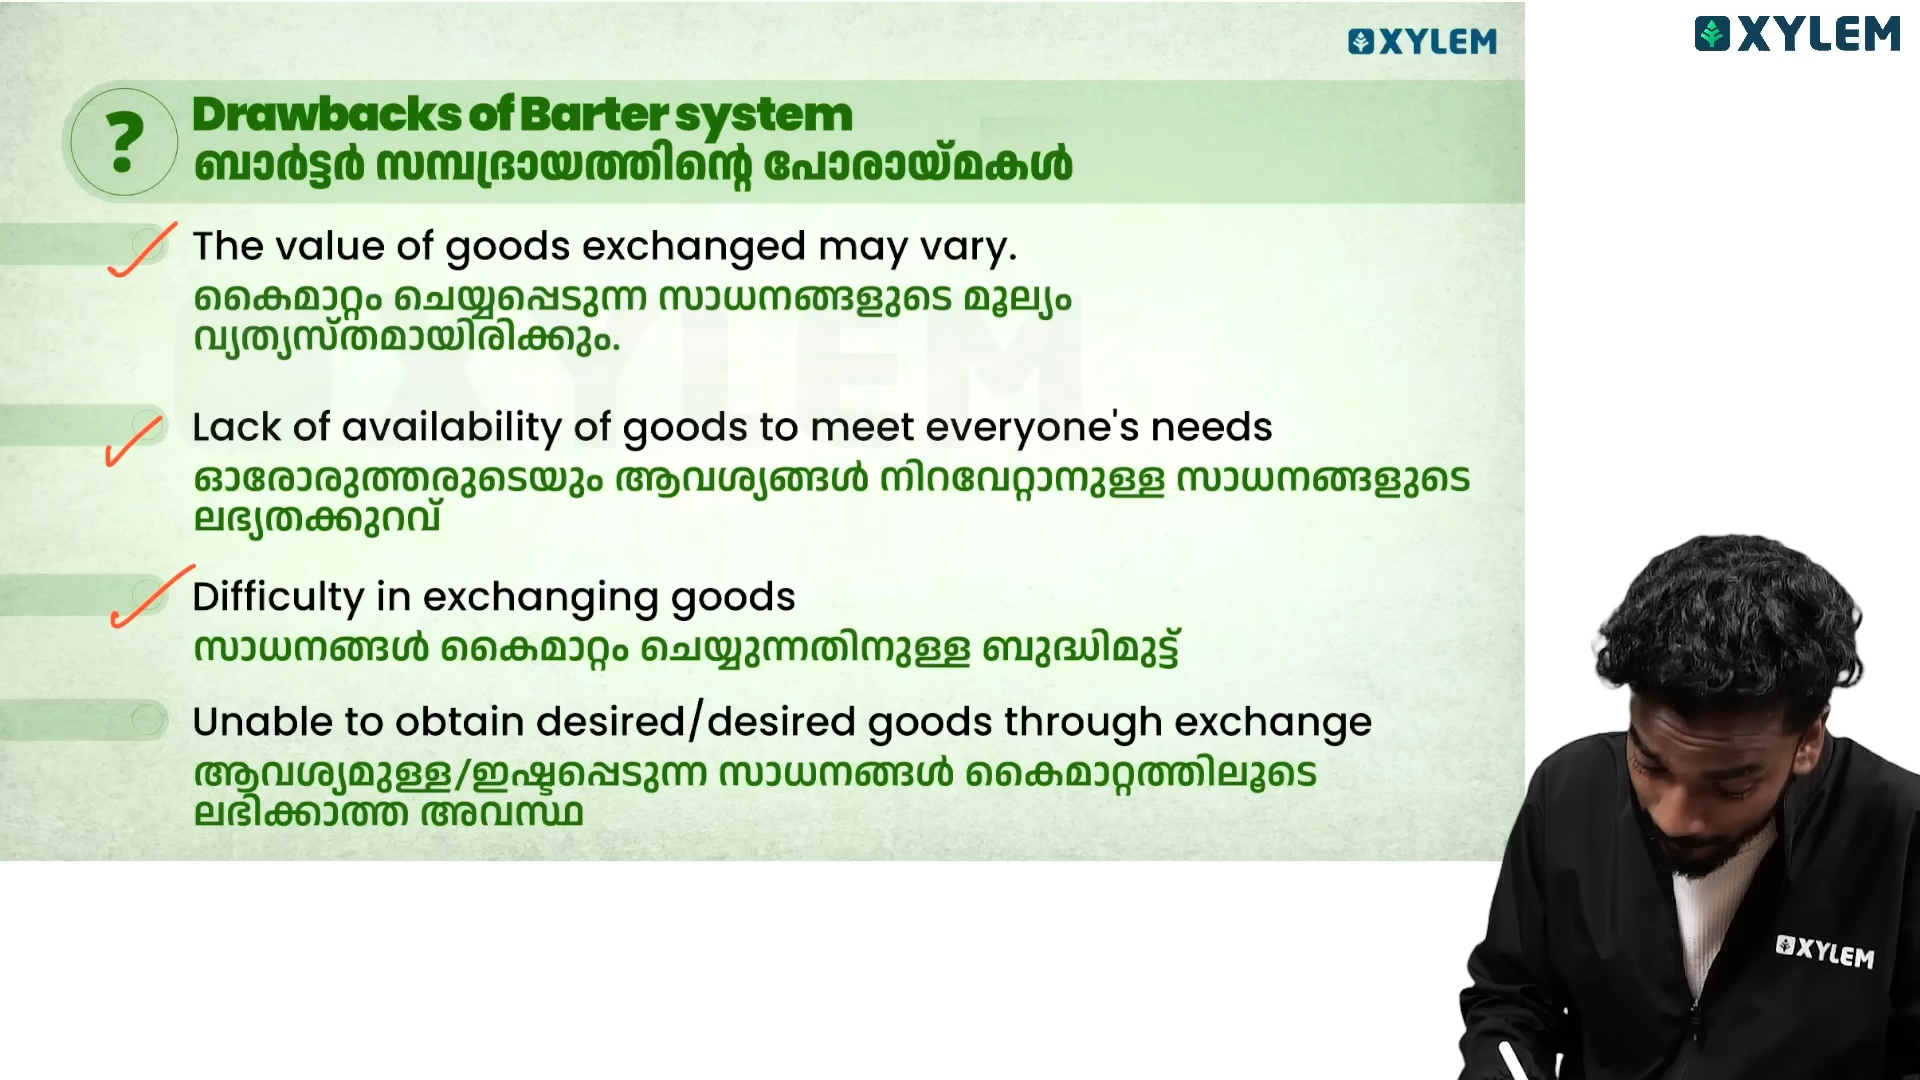 XYLEM
XYLEM
?
Drawbacks of Barter system
ബാർട്ടർ സമ്പദ്രായത്തിന്റെ പോരായ്മകൾ
The value of goods exchanged may vary.
കൈമാറ്റം ചെയ്യപ്പെടുന്ന സാധനങ്ങളുടെ മൂല്യം
വ്യത്യസ്തമായിരിക്കും.
Lack of availability of goods to meet everyone's needs
ഓരോരുത്തരുടെയും ആവശ്യങ്ങൾ നിറവേറ്റാനുള്ള സാധനങ്ങളുടെ
ലഭ്യതക്കുറവ്
Difficulty in exchanging goods
സാധനങ്ങൾ കൈമാറ്റം ചെയ്യുന്നതിനുള്ള ബുദ്ധിമുട്ട്
Unable to obtain desired/desired goods through exchange
ആവശ്യമുള്ള/ഇഷ്ടപ്പെടുന്ന സാധനങ്ങൾ കൈമാറ്റത്തിലൂടെ
ലഭിക്കാത്ത അവസ്ഥ
XYLEM
XYLEM